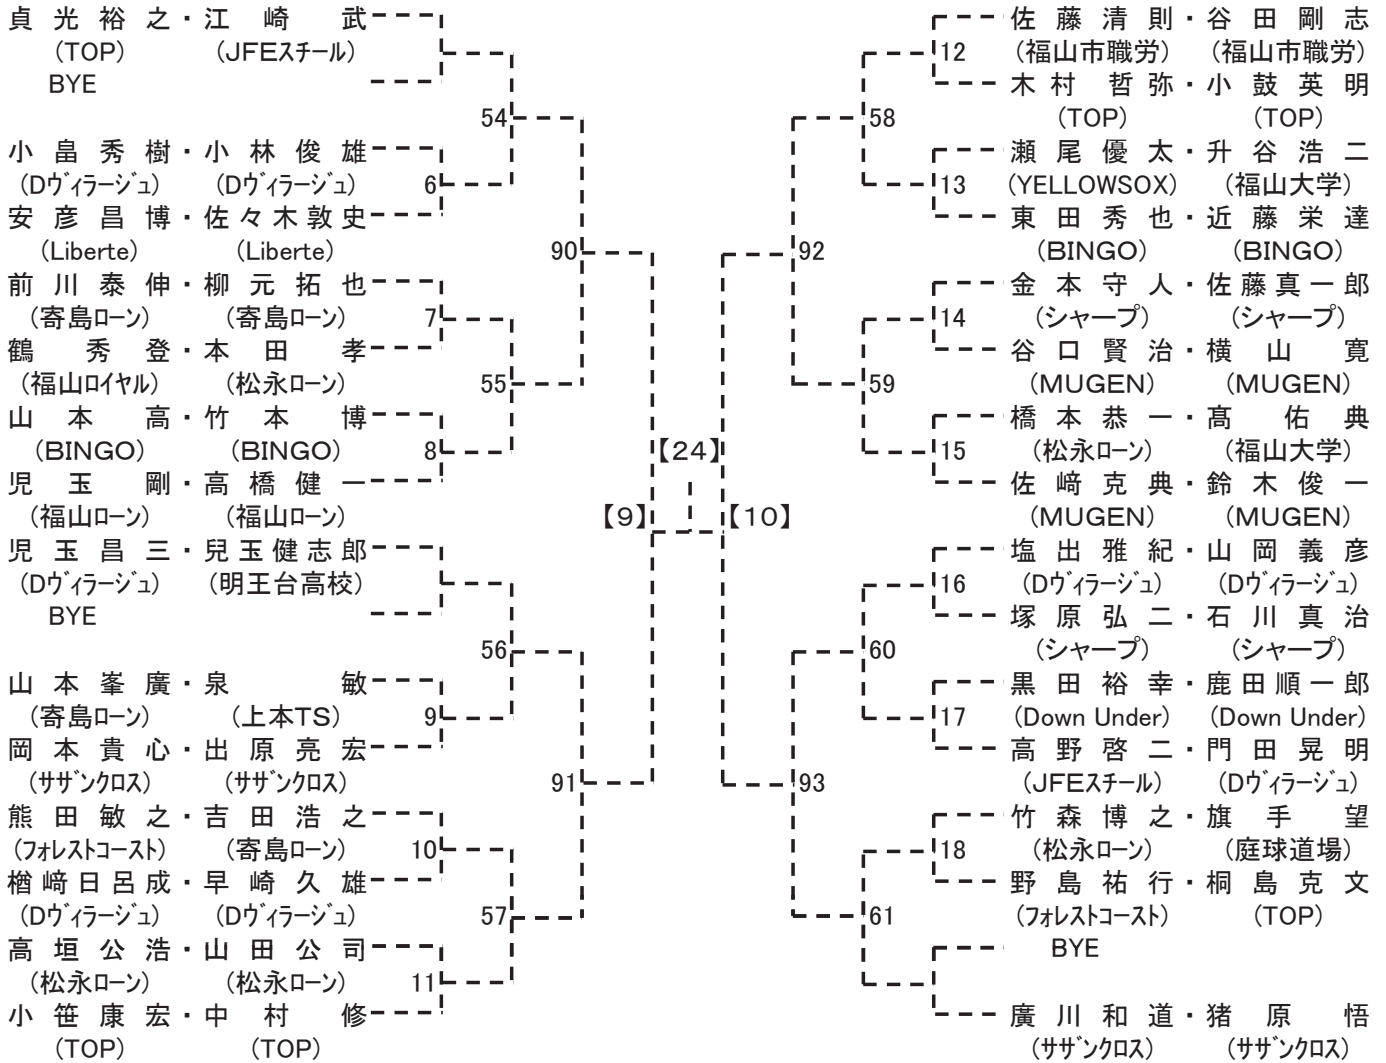 貞光裕之・江崎武
(TOP) (JFEスチール)
BYE
54
小畠秀樹・小林俊雄
(Dヴィラージュ) (Dヴィラージュ) 6
安彦昌博・佐々木敦史
(Liberte) (Liberte)
90
前川泰伸・柳元拓也
(寄島ローン) (寄島ローン) 7
鶴秀登・本田孝
(福山ロイヤル) (松永ローン)
55
山本高・竹本博
(BINGO) (BINGO) 8
児玉剛・高橋健一
(福山ローン) (福山ローン)
【9】
児玉昌三・兒玉健志郎
(Dヴィラージュ) (明王台高校)
BYE
56
山本峯廣・泉敏
(寄島ローン) (上本TS) 9
岡本貴心・出原亮宏
(サザンクロス) (サザンクロス)
91
熊田敏之・吉田浩之
(フォレストコースト) (寄島ローン) 10
楢﨑日呂成・早崎久雄
(Dヴィラージュ) (Dヴィラージュ)
57
高垣公浩・山田公司
(松永ローン) (松永ローン) 11
小笹康宏・中村修
(TOP) (TOP)
【24】
佐藤清則・谷田剛志
12 (福山市職労) (福山市職労)
木村哲弥・小鼓英明
(TOP) (TOP)
58
瀬尾優太・升谷浩二
13 (YELLOWSOX) (福山大学)
東田秀也・近藤栄達
(BINGO) (BINGO)
92
金本守人・佐藤真一郎
14 (シャープ) (シャープ)
谷口賢治・横山寛
(MUGEN) (MUGEN)
59
橋本恭一・髙佑典
15 (松永ローン) (福山大学)
佐﨑克典・鈴木俊一
(MUGEN) (MUGEN)
【10】
塩出雅紀・山岡義彦
16 (Dヴィラージュ) (Dヴィラージュ)
塚原弘二・石川真治
(シャープ) (シャープ)
60
黒田裕幸・鹿田順一郎
17 (Down Under) (Down Under)
高野啓二・門田晃明
(JFEスチール) (Dヴィラージュ)
93
竹森博之・旗手望
18 (松永ローン) (庭球道場)
野島祐行・桐島克文
(フォレストコースト) (TOP)
61
BYE
廣川和道・猪原悟
(サザンクロス) (サザンクロス)